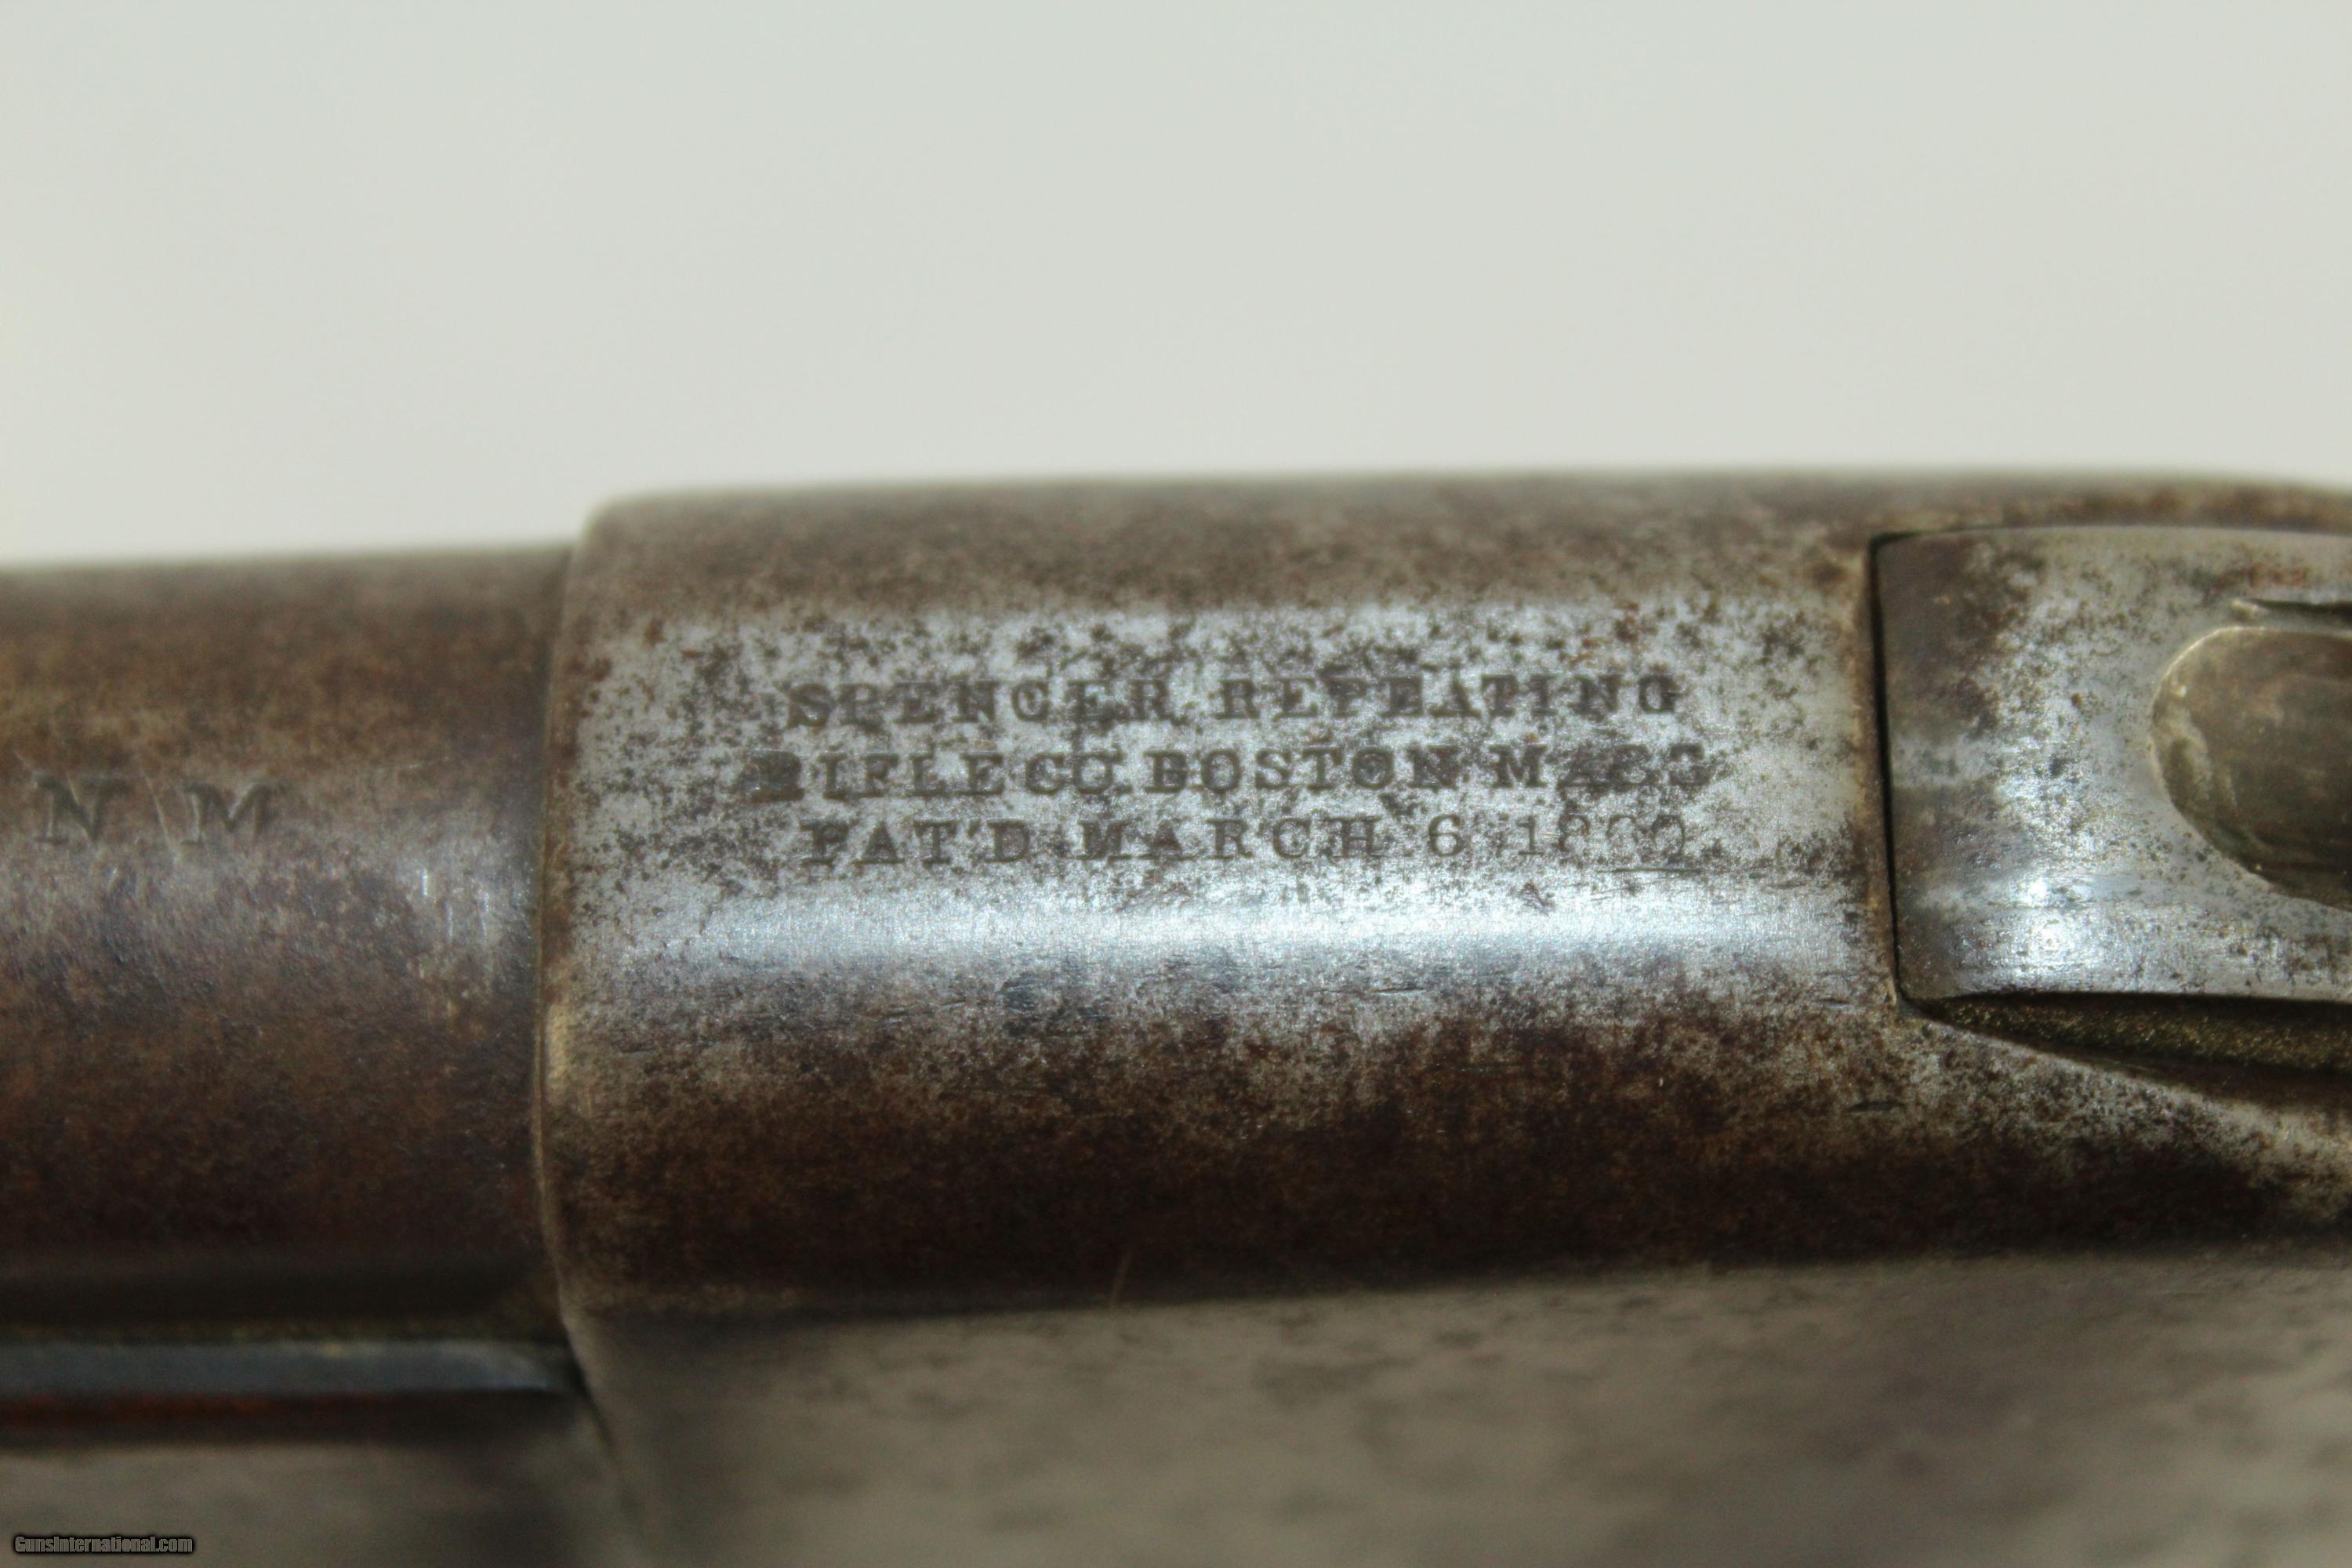 SPENCER REPEATING
RIFLE CO. BOSTON MASS
PAT'D MARCH 6 1860.
N M
GunsInternational.com